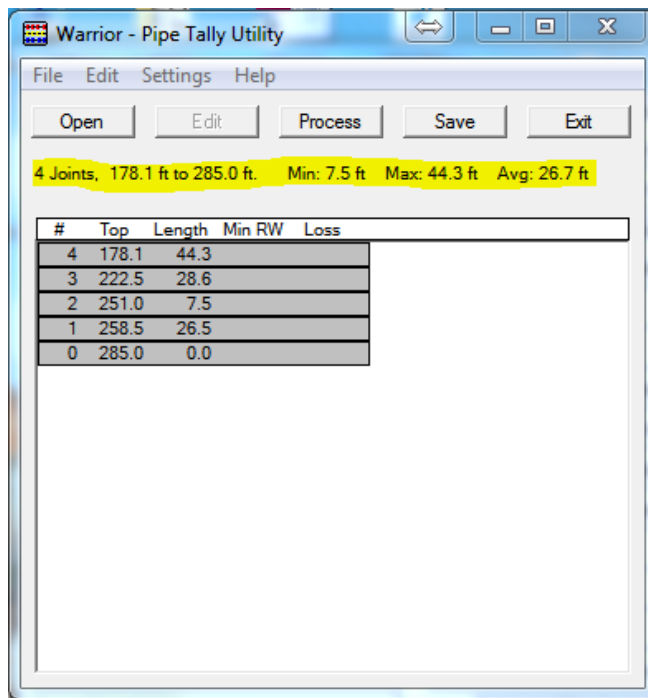 Warrior - Pipe Tally Utility
File Edit Settings Help
Open Edit Process Save Exit
4 Joints, 178.1 ft to 285.0 ft. Min: 7.5 ft Max: 44.3 ft Avg: 26.7 ft
# Top Length Min RW Loss
4 178.1 44.3
3 222.5 28.6
2 251.0 7.5
1 258.5 26.5
0 285.0 0.0